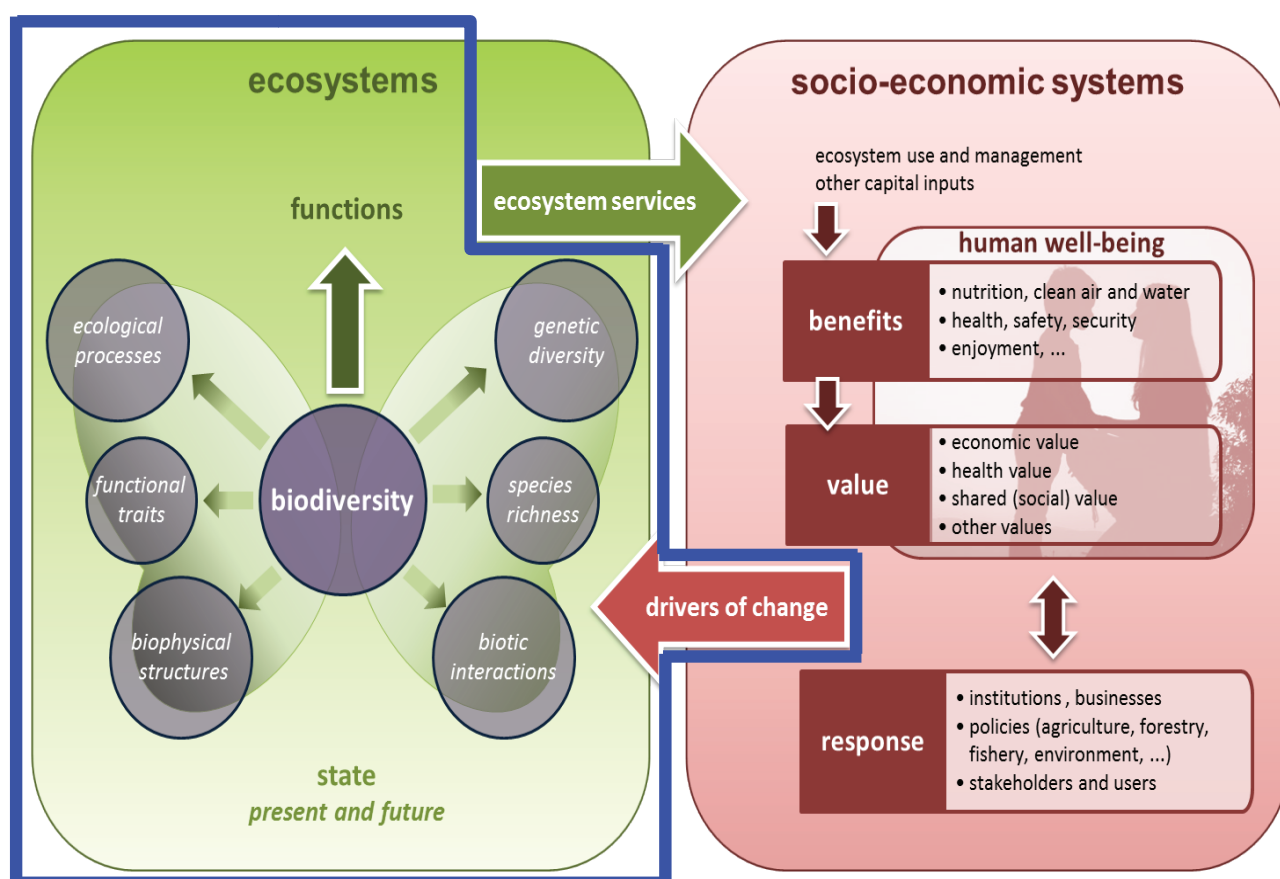 ecosystems
functions
ecosystem services
ecological
processes
genetic
diversity
functional
traits
biodiversity
species
richness
biophysical
structures
biotic
interactions
state
present and future
drivers of change
socio-economic systems
ecosystem use and management
other capital inputs
human well-being
benefits
• nutrition, clean air and water
• health, safety, security
• enjoyment, ...
value
• economic value
• health value
• shared (social) value
• other values
response
• institutions , businesses
• policies (agriculture, forestry,
fishery, environment, ...)
• stakeholders and users